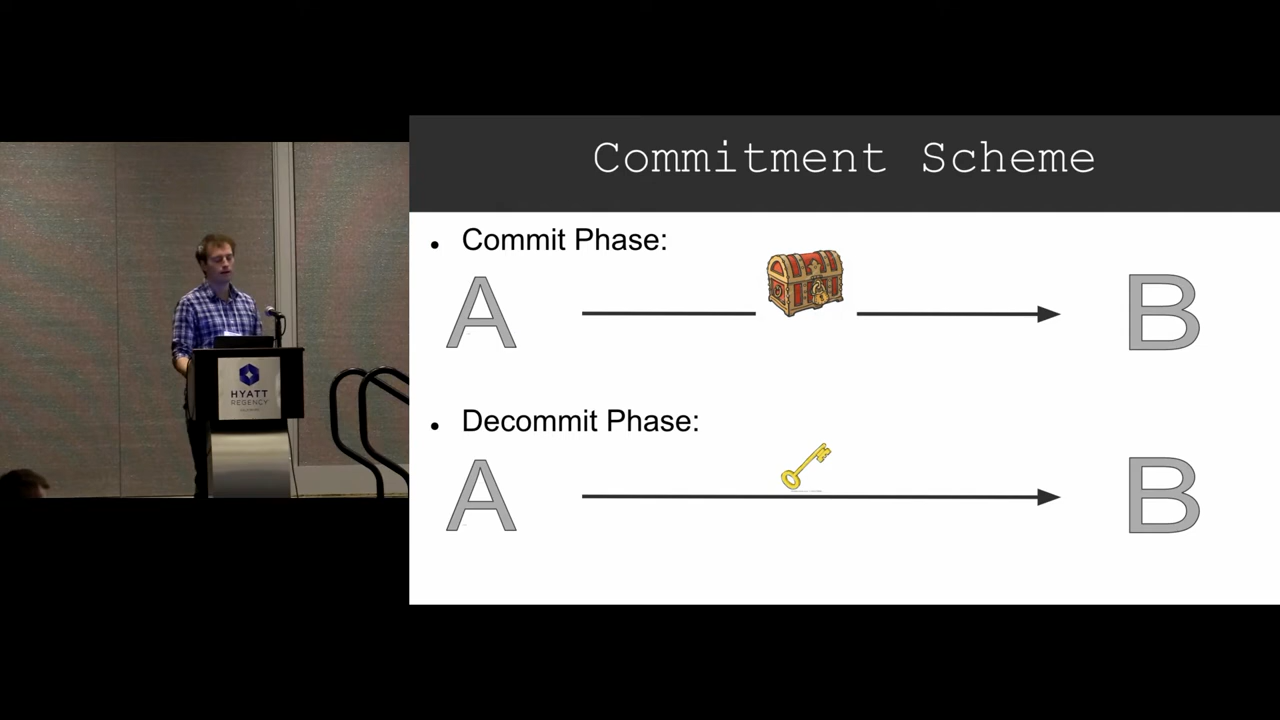 Commitment Scheme
• Commit Phase:
A
B
• Decommit Phase:
A
B
HYATT
REGENCY